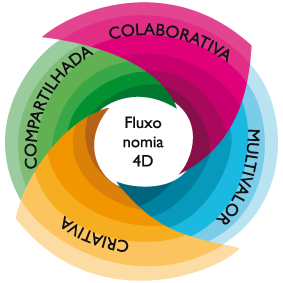 COLABORATIVA
MULTIVALOR
CRIATIVA
COMPARTILHADA
Fluxo
nomia
4D